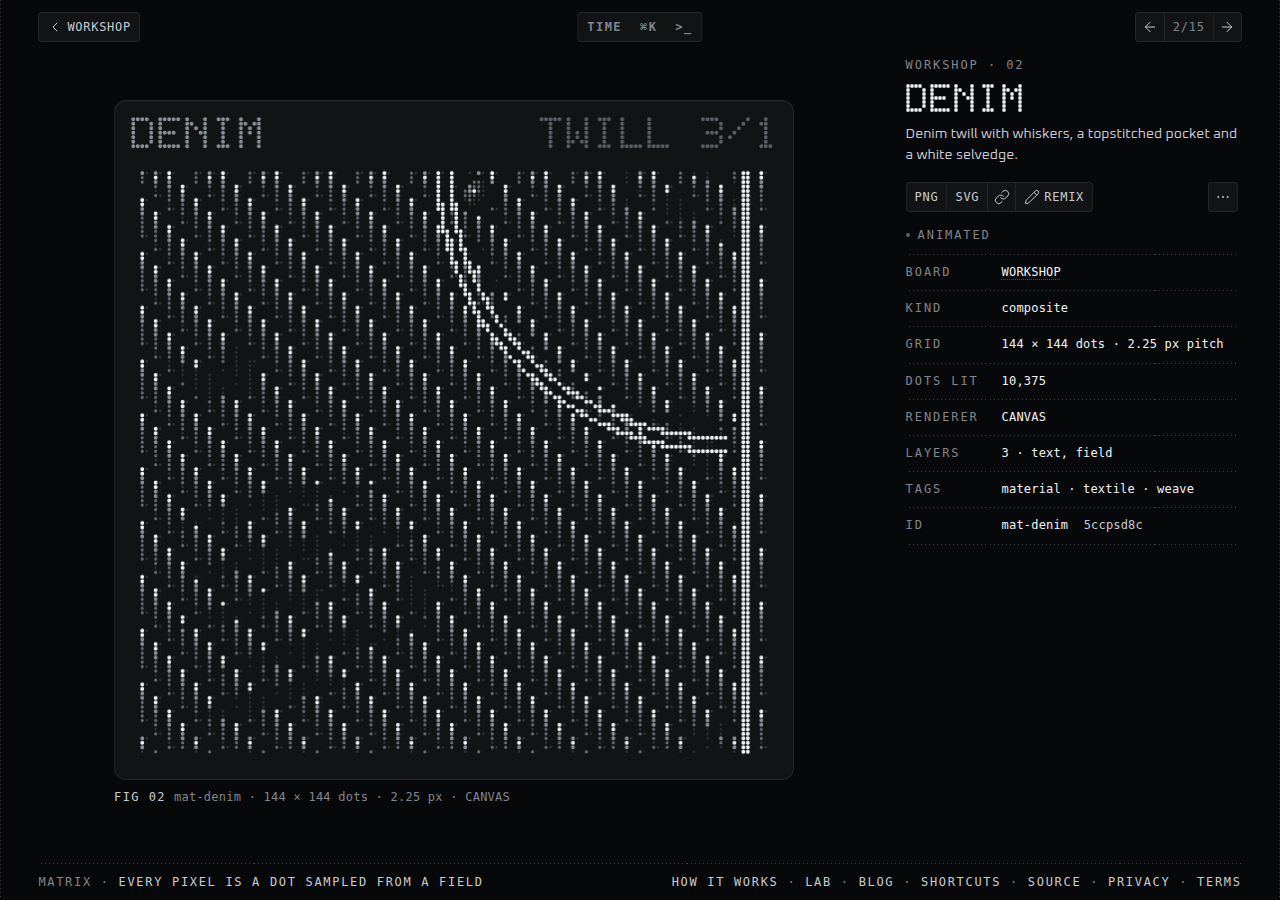 WORKSHOP
TIME ⌘K >_
2/15
WORKSHOP · 02
DENIM
Denim twill with whiskers, a topstitched pocket and
a white selvedge.
PNG SVG REMIX ···
ANIMATED
BOARD WORKSHOP
KIND composite
GRID 144 × 144 dots · 2.25 px pitch
DOTS LIT 10,375
RENDERER CANVAS
LAYERS 3 · text, field
TAGS material · textile · weave
ID mat-denim 5ccpsd8c
DENIM TWILL 3/1
FIG 02 mat-denim · 144 × 144 dots · 2.25 px · CANVAS
MATRIX · EVERY PIXEL IS A DOT SAMPLED FROM A FIELD
HOW IT WORKS · LAB · BLOG · SHORTCUTS · SOURCE · PRIVACY · TERMS